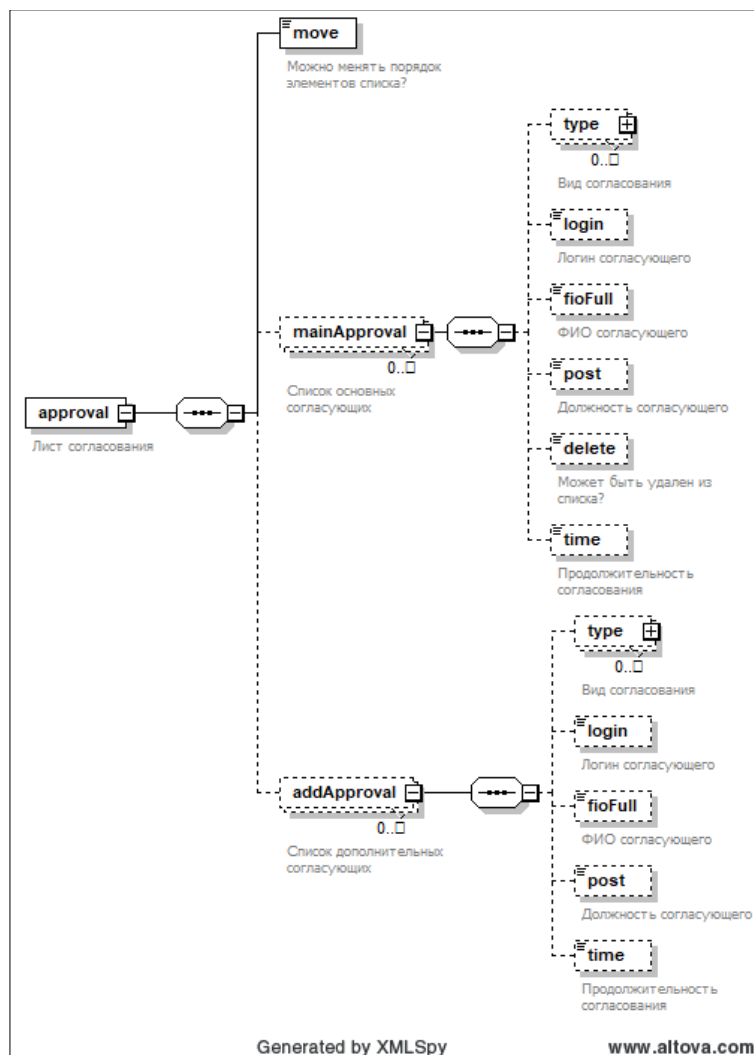 move
Можно менять порядок
элементов списка?
type
0..□
Вид согласования
login
Логин согласующего
fioFull
ФИО согласующего
mainApproval
0..□
Список основных
согласующих
post
Должность согласующего
approval
Лист согласования
delete
Может быть удален из
списка?
time
Продолжительность
согласования
type
0..□
Вид согласования
login
Логин согласующего
addApproval
0..□
Список дополнительных
согласующих
fioFull
ФИО согласующего
post
Должность согласующего
time
Продолжительность
согласования
Generated by XMLSpy
www.altova.com